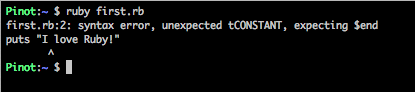 Pinot:~ $ ruby first.rb
first.rb:2: syntax error, unexpected tCONSTANT, expecting $end
puts "I love Ruby!"
        ^
Pinot:~ $